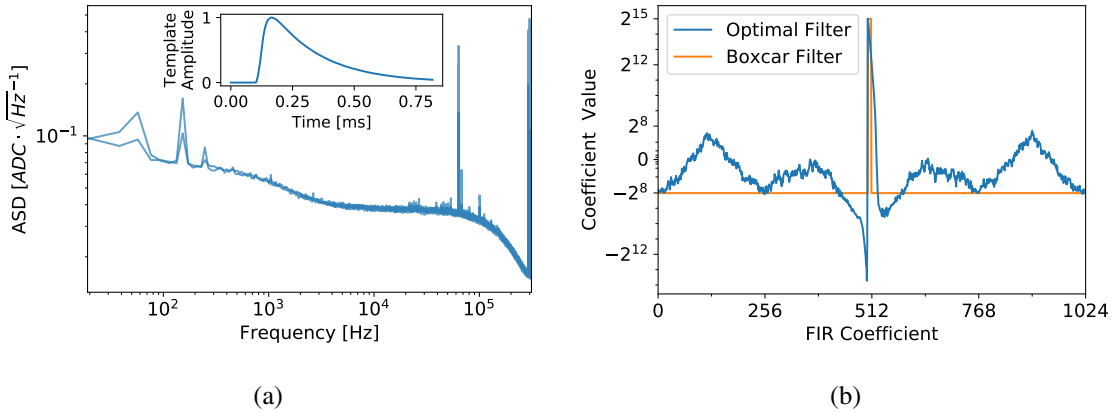 ASD [ADC · √Hz⁻¹]
10⁻¹
10² 10³ 10⁴ 10⁵
Frequency [Hz]
Template
Amplitude
1
0
0.00 0.25 0.50 0.75
Time [ms]
(a)
Coefficient Value
2¹⁵
2¹²
2⁸
0
−2⁸
−2¹²
Optimal Filter
Boxcar Filter
0 256 512 768 1024
FIR Coefficient
(b)